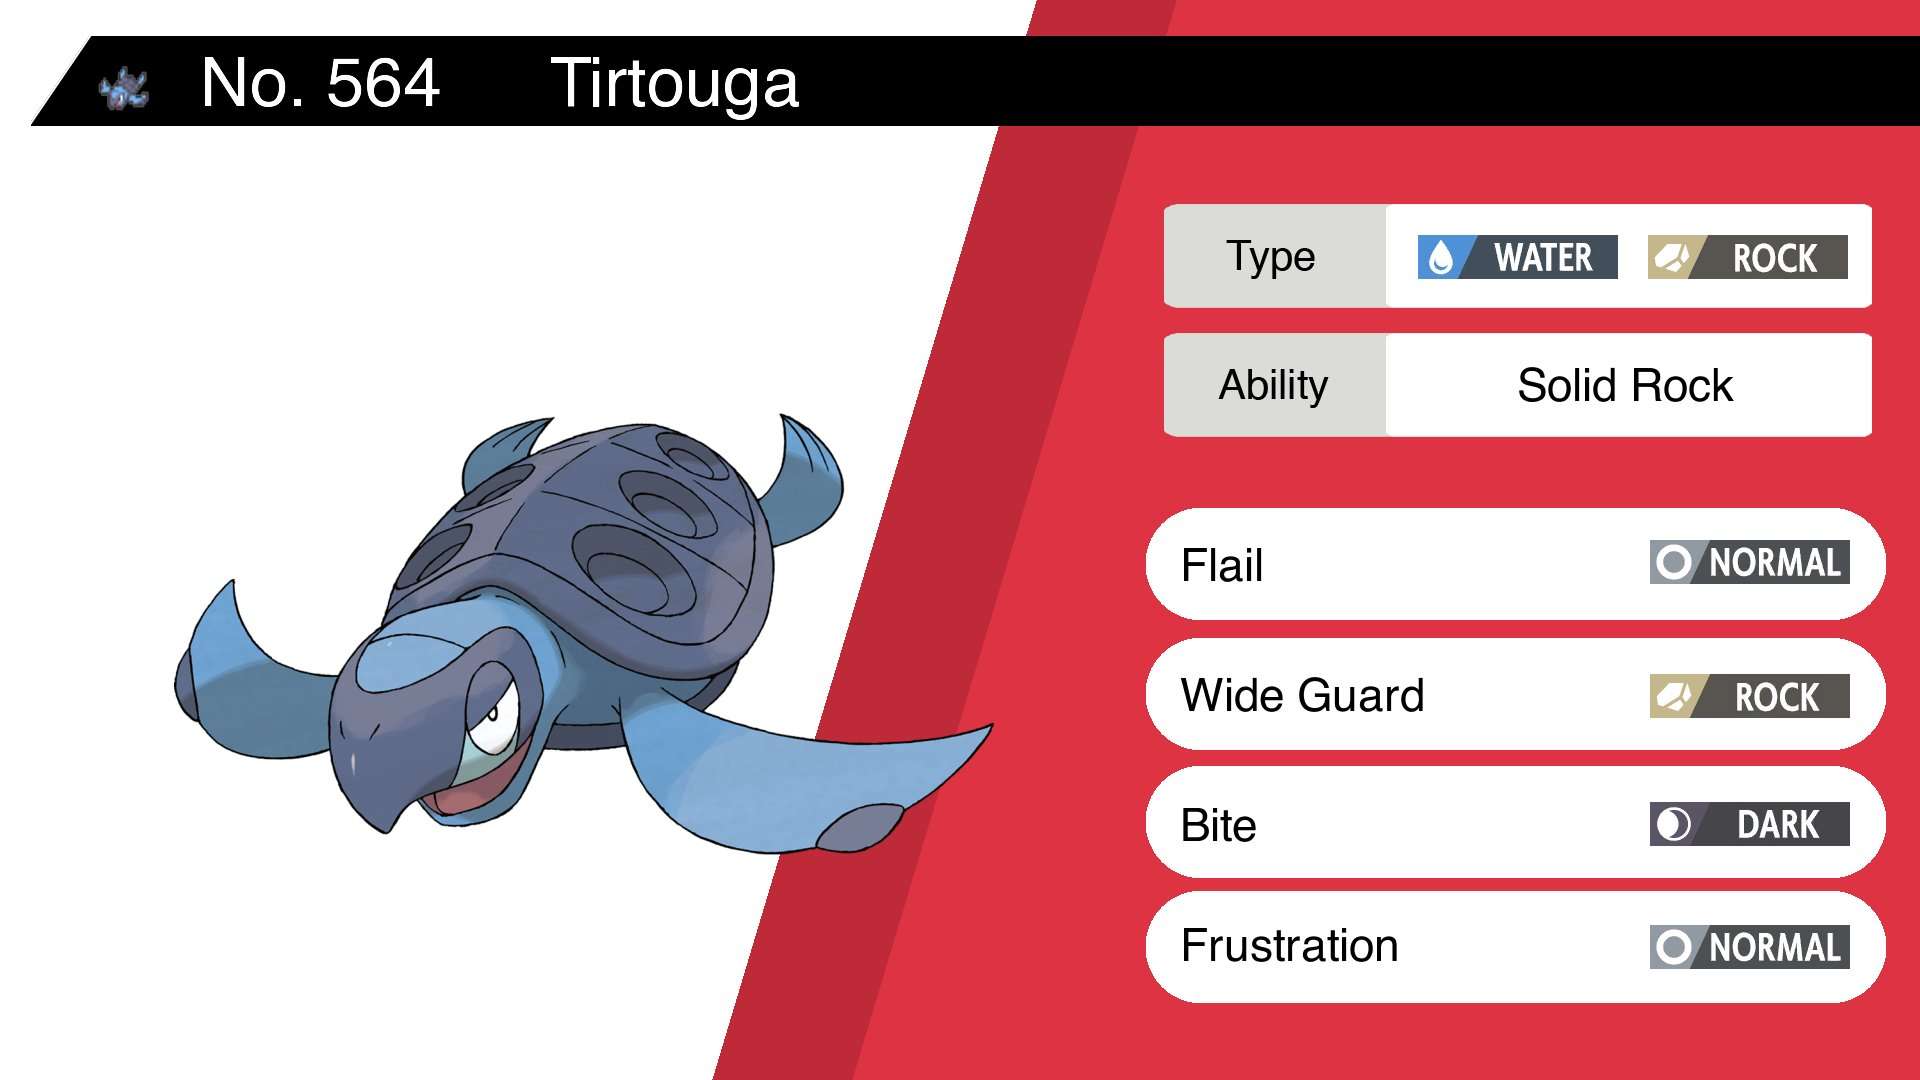 No. 564 Tirtouga
Type WATER ROCK
Ability Solid Rock
Flail NORMAL
Wide Guard ROCK
Bite DARK
Frustration NORMAL